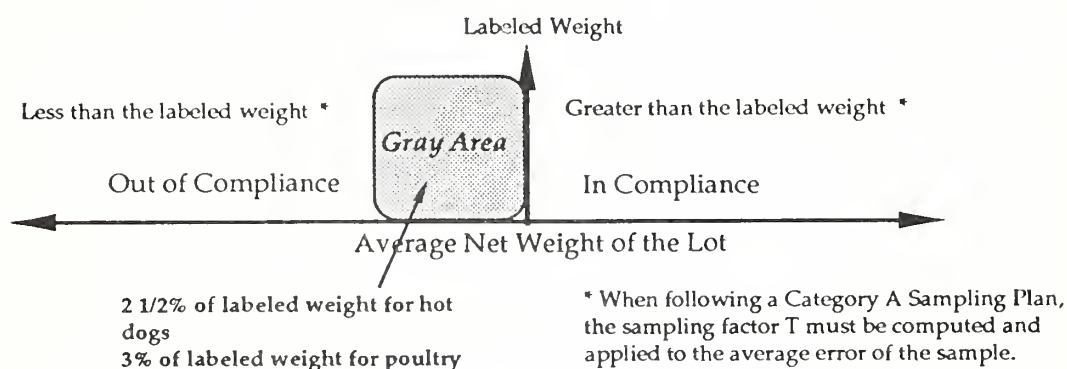 Labeled Weight
Less than the labeled weight *
Greater than the labeled weight *
Gray Area
Out of Compliance
In Compliance
Average Net Weight of the Lot
2 1/2% of labeled weight for hot
dogs
3% of labeled weight for poultry
* When following a Category A Sampling Plan,
the sampling factor T must be computed and
applied to the average error of the sample.